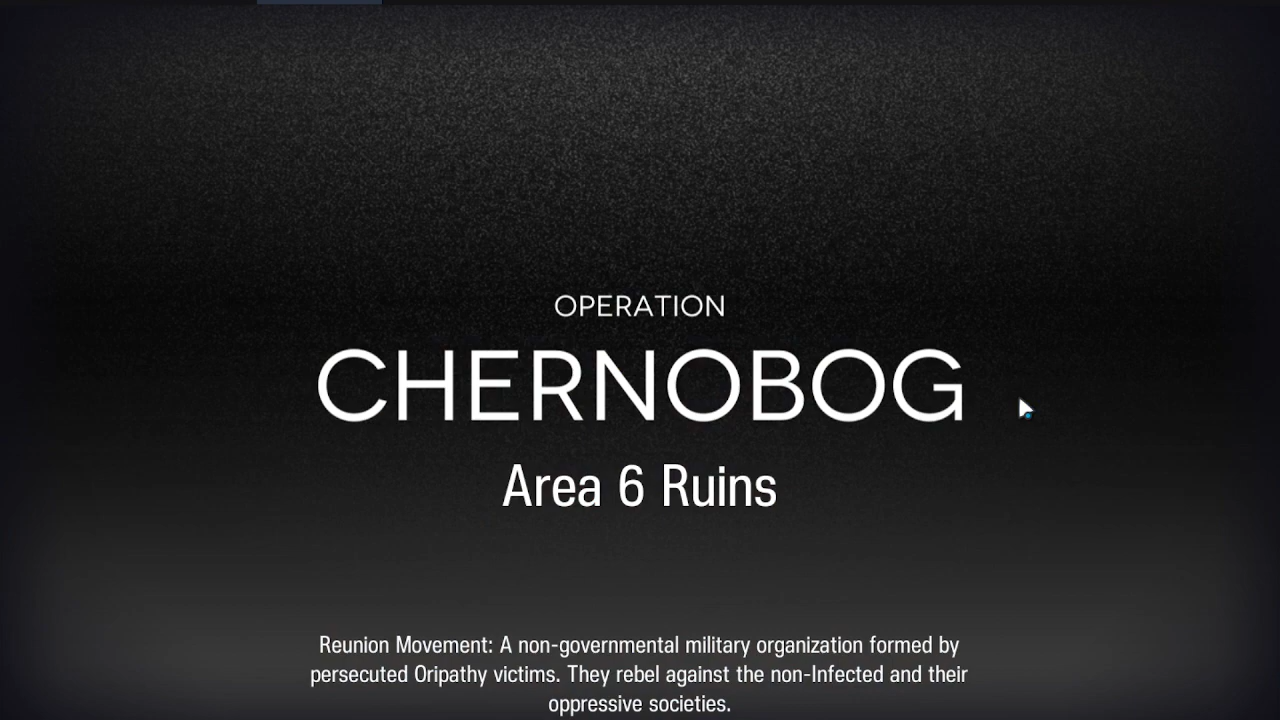 OPERATION
CHERNOBOG
Area 6 Ruins
Reunion Movement: A non-governmental military organization formed by
persecuted Oripathy victims. They rebel against the non-Infected and their
oppressive societies.